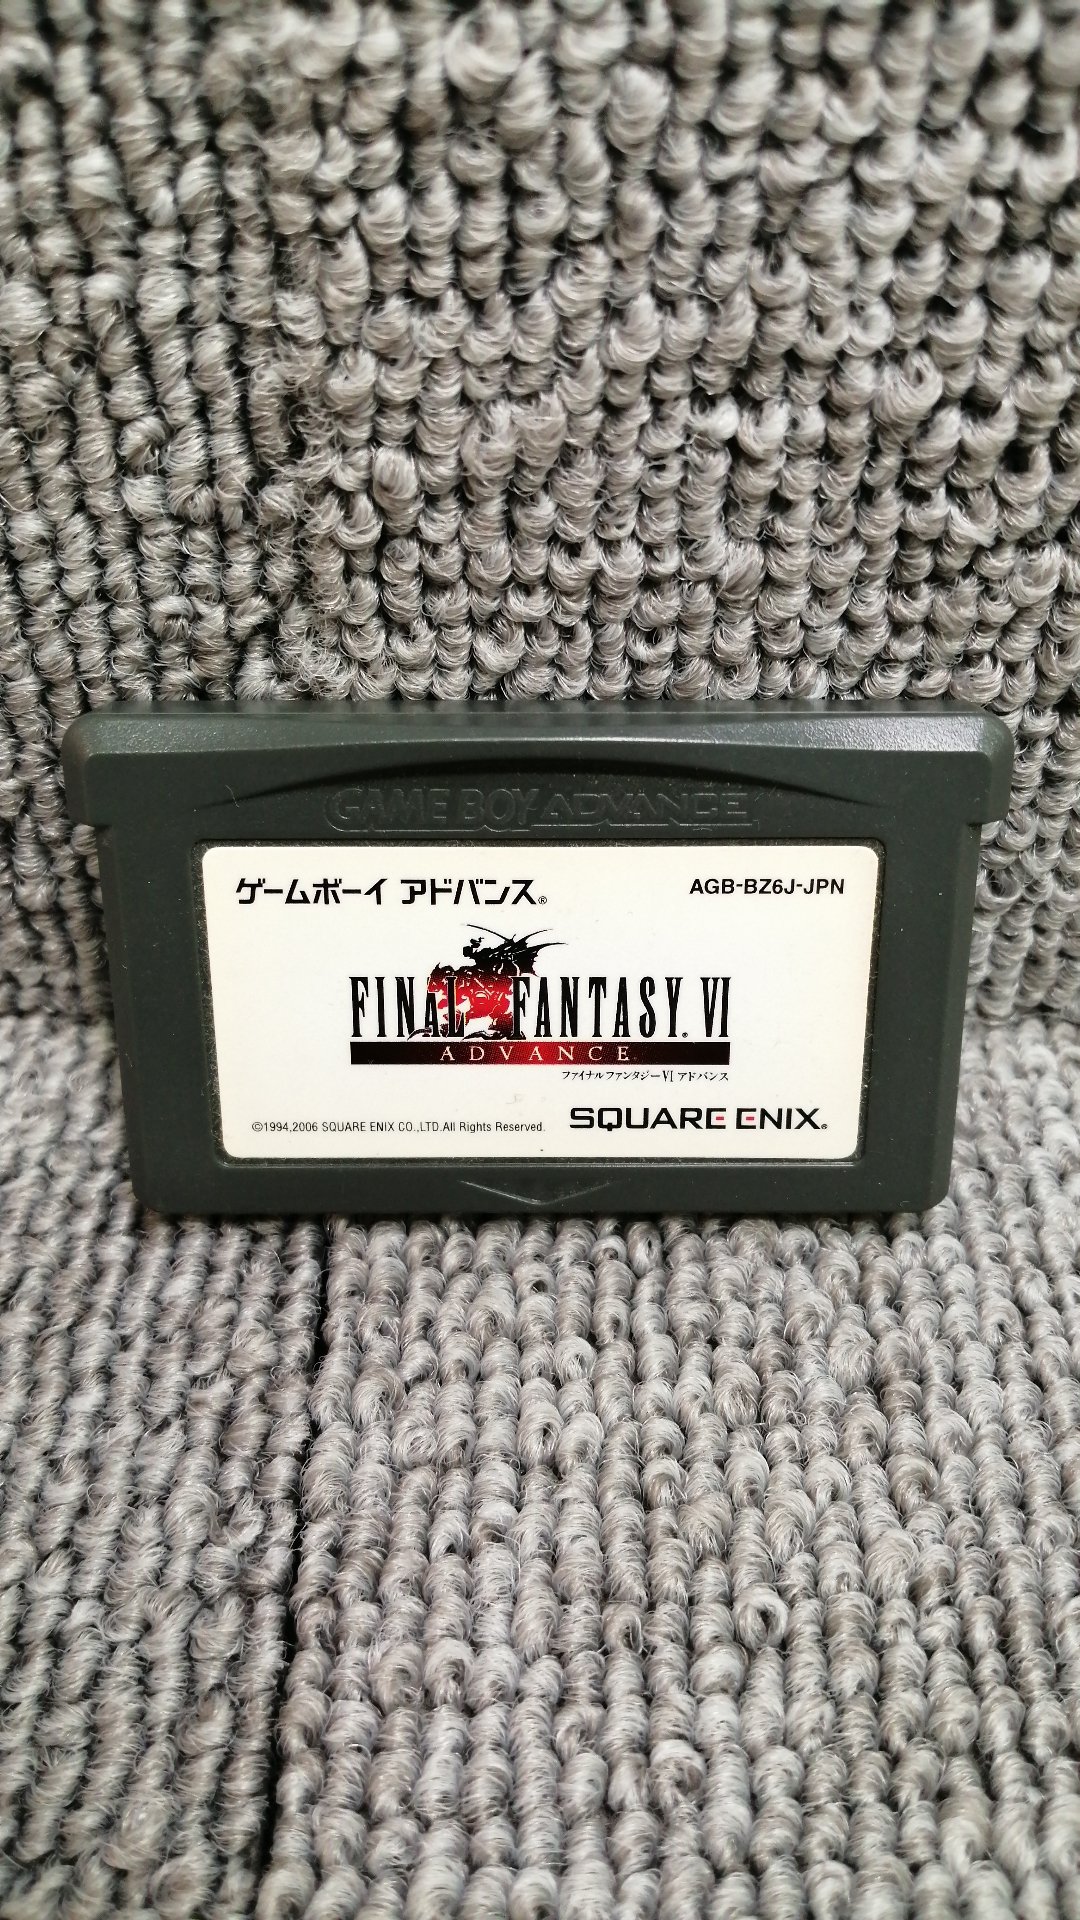 GAME BOY ADVANCE
ゲームボーイ アドバンス®
AGB-BZ6J-JPN
FINAL FANTASY® VI
ADVANCE
ファイナルファンタジーVI アドバンス
©1994,2006 SQUARE ENIX CO.,LTD.All Rights Reserved.
SQUARE ENIX®